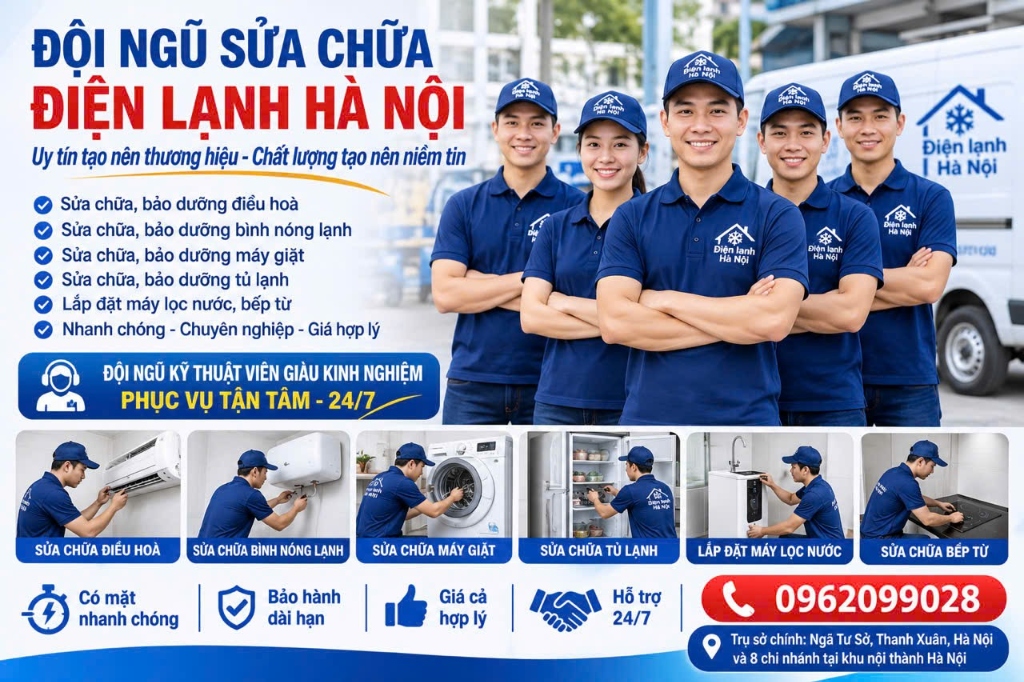 ĐỘI NGŨ SỬA CHỮA
ĐIỆN LẠNH HÀ NỘI
Uy tín tạo nên thương hiệu - Chất lượng tạo nên niềm tin
Sửa chữa, bảo dưỡng điều hoà
Sửa chữa, bảo dưỡng bình nóng lạnh
Sửa chữa, bảo dưỡng máy giặt
Sửa chữa, bảo dưỡng tủ lạnh
Lắp đặt máy lọc nước, bếp từ
Nhanh chóng - Chuyên nghiệp - Giá hợp lý
ĐỘI NGŨ KỸ THUẬT VIÊN GIÀU KINH NGHIỆM
PHỤC VỤ TẬN TÂM - 24/7
Điện lạnh
Hà Nội
Điện lạnh
Hà Nội
Điện lạnh
Hà Nội
Điện lạnh
Hà Nội
Điện lạnh
Hà Nội
Điện lạnh
Hà Nội
SỬA CHỮA ĐIỀU HOÀ
SỬA CHỮA BÌNH NÓNG LẠNH
SỬA CHỮA MÁY GIẶT
SỬA CHỮA TỦ LẠNH
LẮP ĐẶT MÁY LỌC NƯỚC
SỬA CHỮA BẾP TỪ
Có mặt
nhanh chóng
Bảo hành
dài hạn
Giá cả
hợp lý
Hỗ trợ
24/7
0962099028
Trụ sở chính: Ngã Tư Sở, Thanh Xuân, Hà Nội
và 8 chi nhánh tại khu nội thành Hà Nội